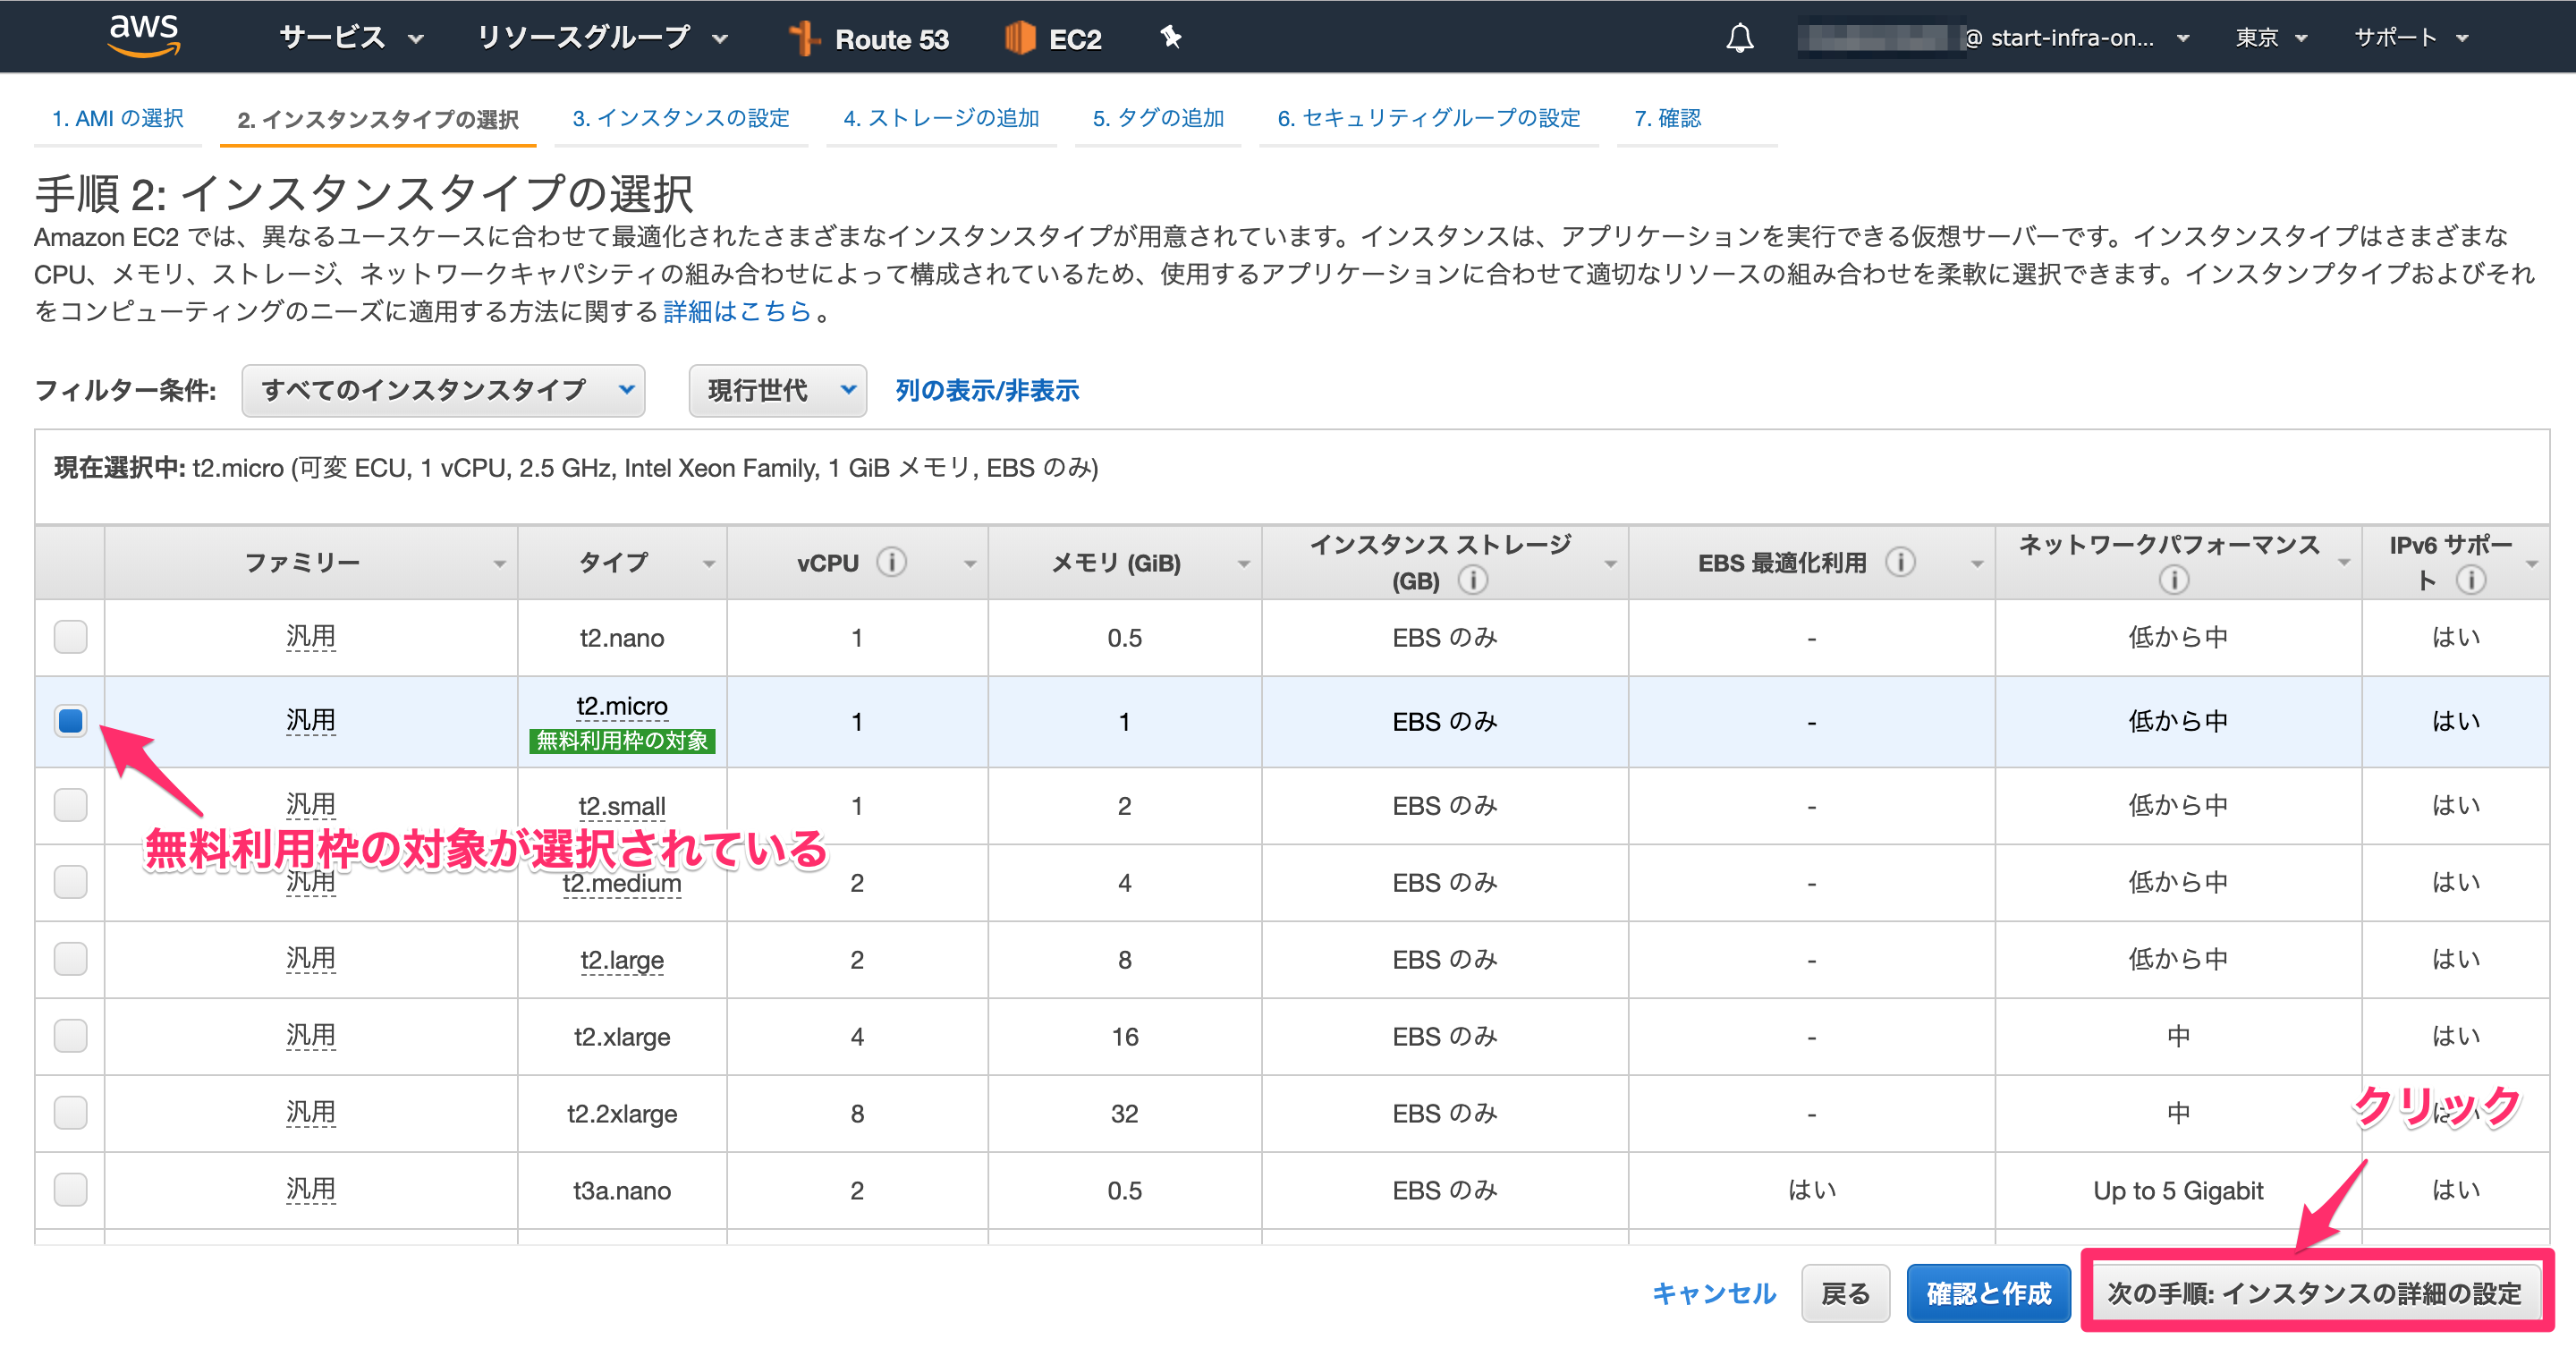 aws サービス リソースグループ Route 53 EC2 @ start-infra-on... 東京 サポート
1. AMI の選択 2. インスタンスタイプの選択 3. インスタンスの設定 4. ストレージの追加 5. タグの追加 6. セキュリティグループの設定 7. 確認
手順 2: インスタンスタイプの選択
Amazon EC2 では、異なるユースケースに合わせて最適化されたさまざまなインスタンスタイプが用意されています。インスタンスは、アプリケーションを実行できる仮想サーバーです。インスタンスタイプはさまざまな
CPU、メモリ、ストレージ、ネットワークキャパシティの組み合わせによって構成されているため、使用するアプリケーションに合わせて適切なリソースの組み合わせを柔軟に選択できます。インスタンプタイプおよびそれ
をコンピューティングのニーズに適用する方法に関する 詳細はこちら 。
フィルター条件: すべてのインスタンスタイプ 現行世代 列の表示/非表示
現在選択中: t2.micro (可変 ECU, 1 vCPU, 2.5 GHz, Intel Xeon Family, 1 GiB メモリ, EBS のみ)
ファミリー タイプ vCPU メモリ (GiB) インスタンス ストレージ (GB) EBS 最適化利用 ネットワークパフォーマンス IPv6 サポート
汎用 t2.nano 1 0.5 EBS のみ - 低から中 はい
汎用 t2.micro 1 1 EBS のみ - 低から中 はい
無料利用枠の対象
汎用 t2.small 1 2 EBS のみ - 低から中 はい
無料利用枠の対象が選択されている
汎用 t2.medium 2 4 EBS のみ - 低から中 はい
汎用 t2.large 2 8 EBS のみ - 低から中 はい
汎用 t2.xlarge 4 16 EBS のみ - 中 はい
汎用 t2.2xlarge 8 32 EBS のみ - 中 はい
クリック
汎用 t3a.nano 2 0.5 EBS のみ はい Up to 5 Gigabit はい
キャンセル 戻る 確認と作成 次の手順: インスタンスの詳細の設定